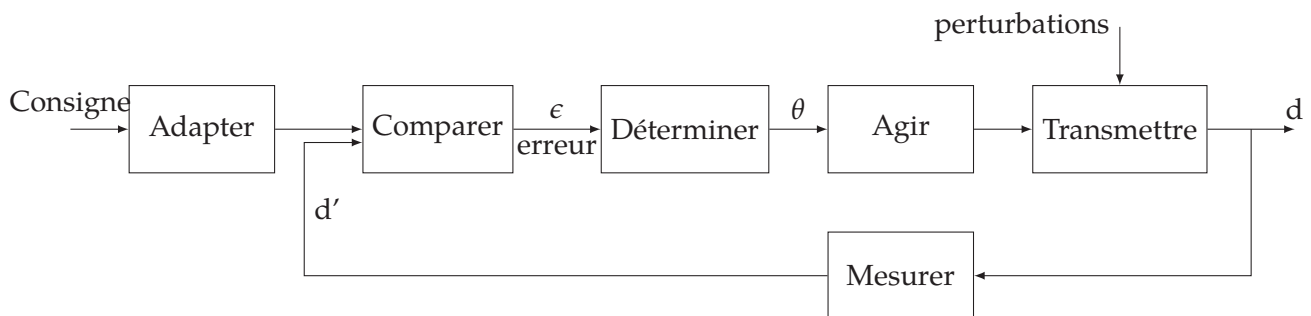 perturbations
Consigne
Adapter
Comparer
ϵ
erreur
Déterminer
θ
Agir
Transmettre
d
d'
Mesurer